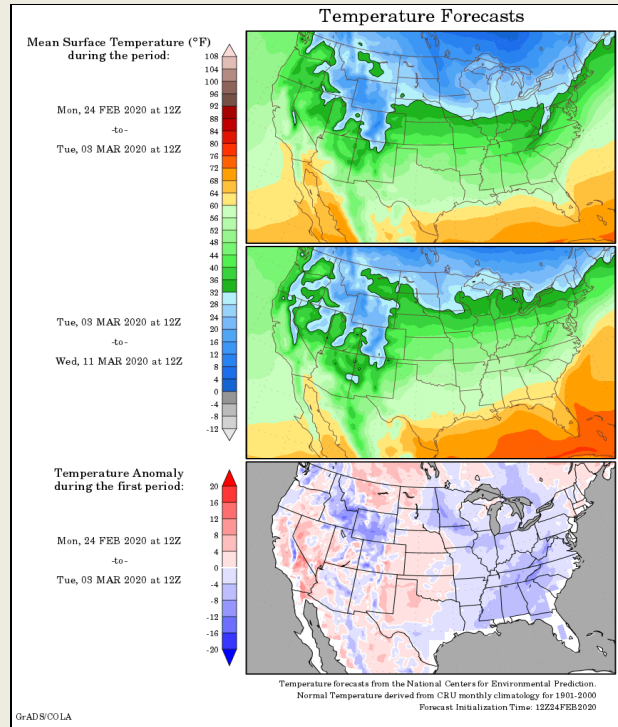 Temperature Forecasts
Mean Surface Temperature (°F)
during the period:
Mon, 24 FEB 2020 at 12Z
-to-
Tue, 03 MAR 2020 at 12Z
108
104
100
96
92
88
84
80
76
72
68
64
60
56
52
48
44
40
36
32
28
24
20
16
12
8
4
0
-4
-8
-12
Tue, 03 MAR 2020 at 12Z
-to-
Wed, 11 MAR 2020 at 12Z
Temperature Anomaly
during the first period:
Mon, 24 FEB 2020 at 12Z
-to-
Tue, 03 MAR 2020 at 12Z
20
16
12
8
4
0
-4
-8
-12
-16
-20
Temperature forecasts from the National Centers for Environmental Prediction.
Normal Temperature derived from CRU monthly climatology for 1901-2000
Forecast Initialization Time: 12Z24FEB2020
GrADS/COLA